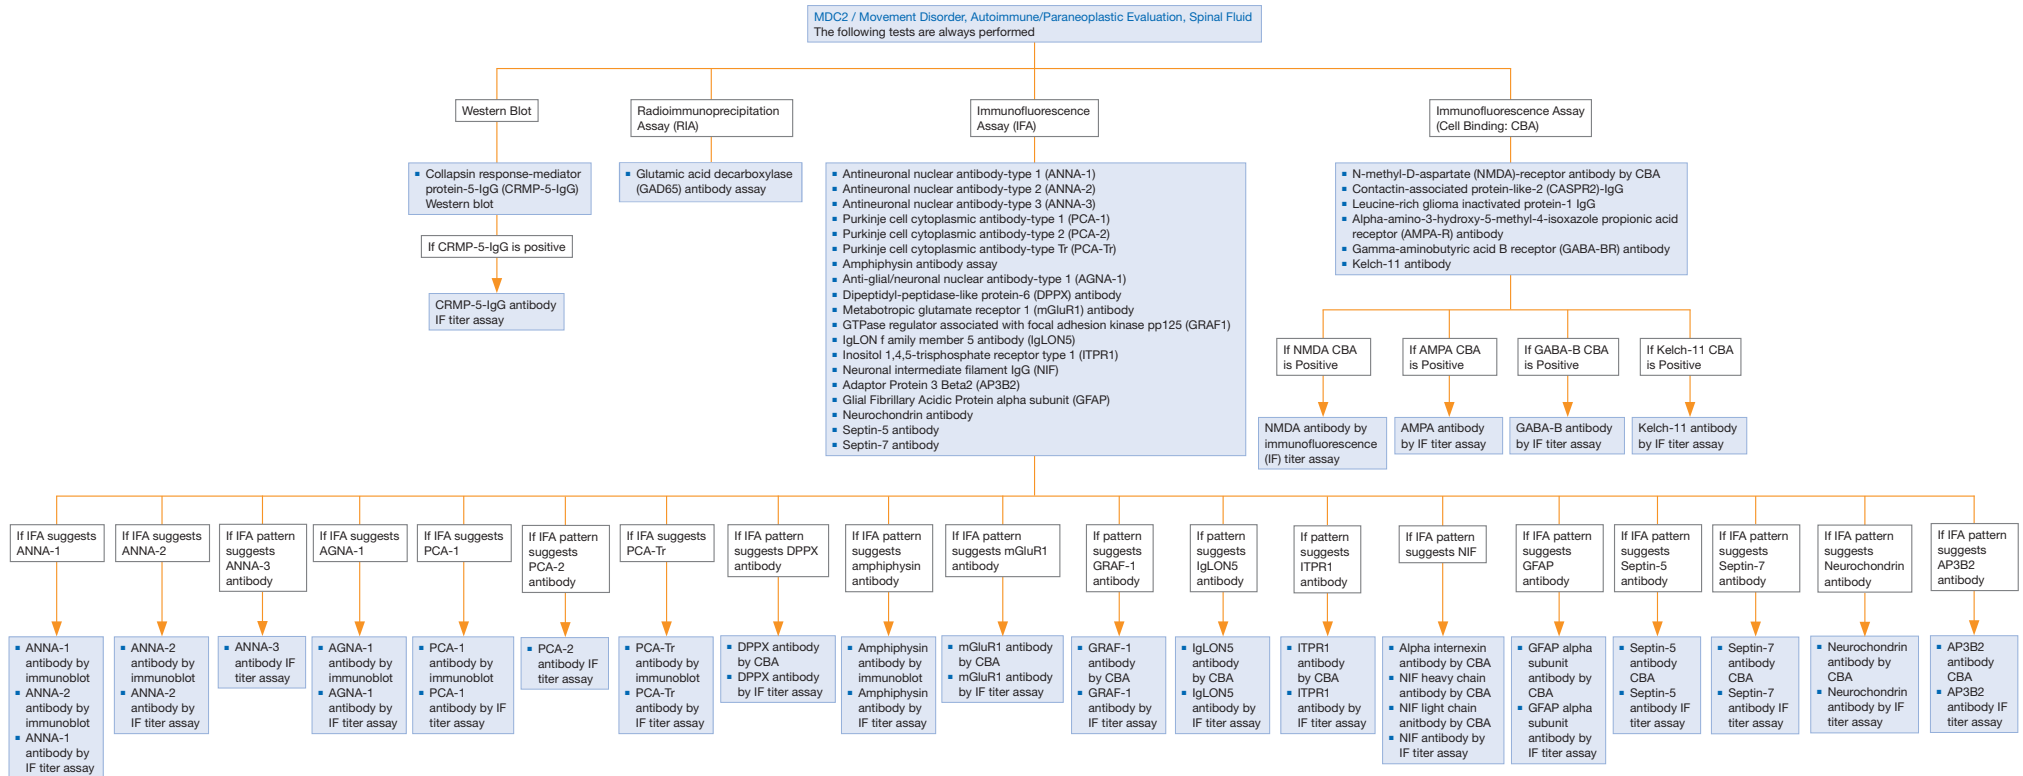 MDC2 / Movement Disorder, Autoimmune/Paraneoplastic Evaluation, Spinal Fluid
The following tests are always performed
Western Blot
Radioimmunoprecipitation
Assay (RIA)
Immunofluorescence
Assay (IFA)
Immunofluorescence Assay
(Cell Binding: CBA)
▪ Collapsin response-mediator
protein-5-IgG (CRMP-5-IgG)
Western blot
If CRMP-5-IgG is positive
CRMP-5-IgG antibody
IF titer assay
▪ Glutamic acid decarboxylase
(GAD65) antibody assay
▪ Antineuronal nuclear antibody-type 1 (ANNA-1)
▪ Antineuronal nuclear antibody-type 2 (ANNA-2)
▪ Antineuronal nuclear antibody-type 3 (ANNA-3)
▪ Purkinje cell cytoplasmic antibody-type 1 (PCA-1)
▪ Purkinje cell cytoplasmic antibody-type 2 (PCA-2)
▪ Purkinje cell cytoplasmic antibody-type Tr (PCA-Tr)
▪ Amphiphysin antibody assay
▪ Anti-glial/neuronal nuclear antibody-type 1 (AGNA-1)
▪ Dipeptidyl-peptidase-like protein-6 (DPPX) antibody
▪ Metabotropic glutamate receptor 1 (mGluR1) antibody
▪ GTPase regulator associated with focal adhesion kinase pp125 (GRAF1)
▪ IgLON f amily member 5 antibody (IgLON5)
▪ Inositol 1,4,5-trisphosphate receptor type 1 (ITPR1)
▪ Neuronal intermediate filament IgG (NIF)
▪ Adaptor Protein 3 Beta2 (AP3B2)
▪ Glial Fibrillary Acidic Protein alpha subunit (GFAP)
▪ Neurochondrin antibody
▪ Septin-5 antibody
▪ Septin-7 antibody
▪ N-methyl-D-aspartate (NMDA)-receptor antibody by CBA
▪ Contactin-associated protein-like-2 (CASPR2)-IgG
▪ Leucine-rich glioma inactivated protein-1 IgG
▪ Alpha-amino-3-hydroxy-5-methyl-4-isoxazole propionic acid
receptor (AMPA-R) antibody
▪ Gamma-aminobutyric acid B receptor (GABA-BR) antibody
▪ Kelch-11 antibody
If NMDA CBA
is Positive
If AMPA CBA
is Positive
If GABA-B CBA
is Positive
If Kelch-11 CBA
is Positive
NMDA antibody by
immunofluorescence
(IF) titer assay
AMPA antibody
by IF titer assay
GABA-B antibody
by IF titer assay
Kelch-11 antibody
by IF titer assay
If IFA suggests
ANNA-1
If IFA suggests
ANNA-2
If IFA pattern
suggests
ANNA-3
antibody
If IFA suggests
AGNA-1
If IFA suggests
PCA-1
If IFA pattern
suggests
PCA-2
antibody
If IFA suggests
PCA-Tr
If IFA pattern
suggests DPPX
antibody
If IFA pattern
suggests
amphiphysin
antibody
If IFA pattern
suggests mGluR1
antibody
If pattern
suggests
GRAF-1
antibody
If pattern
suggests
IgLON5
antibody
If pattern
suggests
ITPR1
antibody
If IFA pattern
suggests NIF
If IFA pattern
suggests
GFAP
antibody
If IFA pattern
suggests
Septin-5
antibody
If IFA pattern
suggests
Septin-7
antibody
If IFA pattern
suggests
Neurochondrin
antibody
If IFA pattern
suggests
AP3B2
antibody
▪ ANNA-1
antibody by
immunoblot
▪ ANNA-2
antibody by
immunoblot
▪ ANNA-1
antibody by
IF titer assay
▪ ANNA-2
antibody by
immunoblot
▪ ANNA-2
antibody by
IF titer assay
▪ ANNA-3
antibody IF
titer assay
▪ AGNA-1
antibody by
immunoblot
▪ AGNA-1
antibody by
IF titer assay
▪ PCA-1
antibody by
immunoblot
▪ PCA-1
antibody by IF
titer assay
▪ PCA-2
antibody IF
titer assay
▪ PCA-Tr
antibody by
immunoblot
▪ PCA-Tr
antibody by
IF titer assay
▪ DPPX antibody
by CBA
▪ DPPX antibody
by IF titer assay
▪ Amphiphysin
antibody by
immunoblot
▪ Amphiphysin
antibody by
IF titer assay
▪ mGluR1 antibody
by CBA
▪ mGluR1 antibody
by IF titer assay
▪ GRAF-1
antibody
by CBA
▪ GRAF-1
antibody by
IF titer assay
▪ IgLON5
antibody
by CBA
▪ IgLON5
antibody by
IF titer assay
▪ ITPR1
antibody
by CBA
▪ ITPR1
antibody by
IF titer assay
▪ Alpha internexin
antibody by CBA
▪ NIF heavy chain
antibody by CBA
▪ NIF light chain
anitbody by CBA
▪ NIF antibody by
IF titer assay
▪ GFAP alpha
subunit
antibody by
CBA
▪ GFAP alpha
subunit
antibody by
IF titer assay
▪ Septin-5
antibody
CBA
▪ Septin-5
antibody IF
titer assay
▪ Septin-7
antibody
CBA
▪ Septin-7
antibody IF
titer assay
▪ Neurochondrin
antibody by
CBA
▪ Neurochondrin
antibody by IF
titer assay
▪ AP3B2
antibody
CBA
▪ AP3B2
antibody IF
titer assay